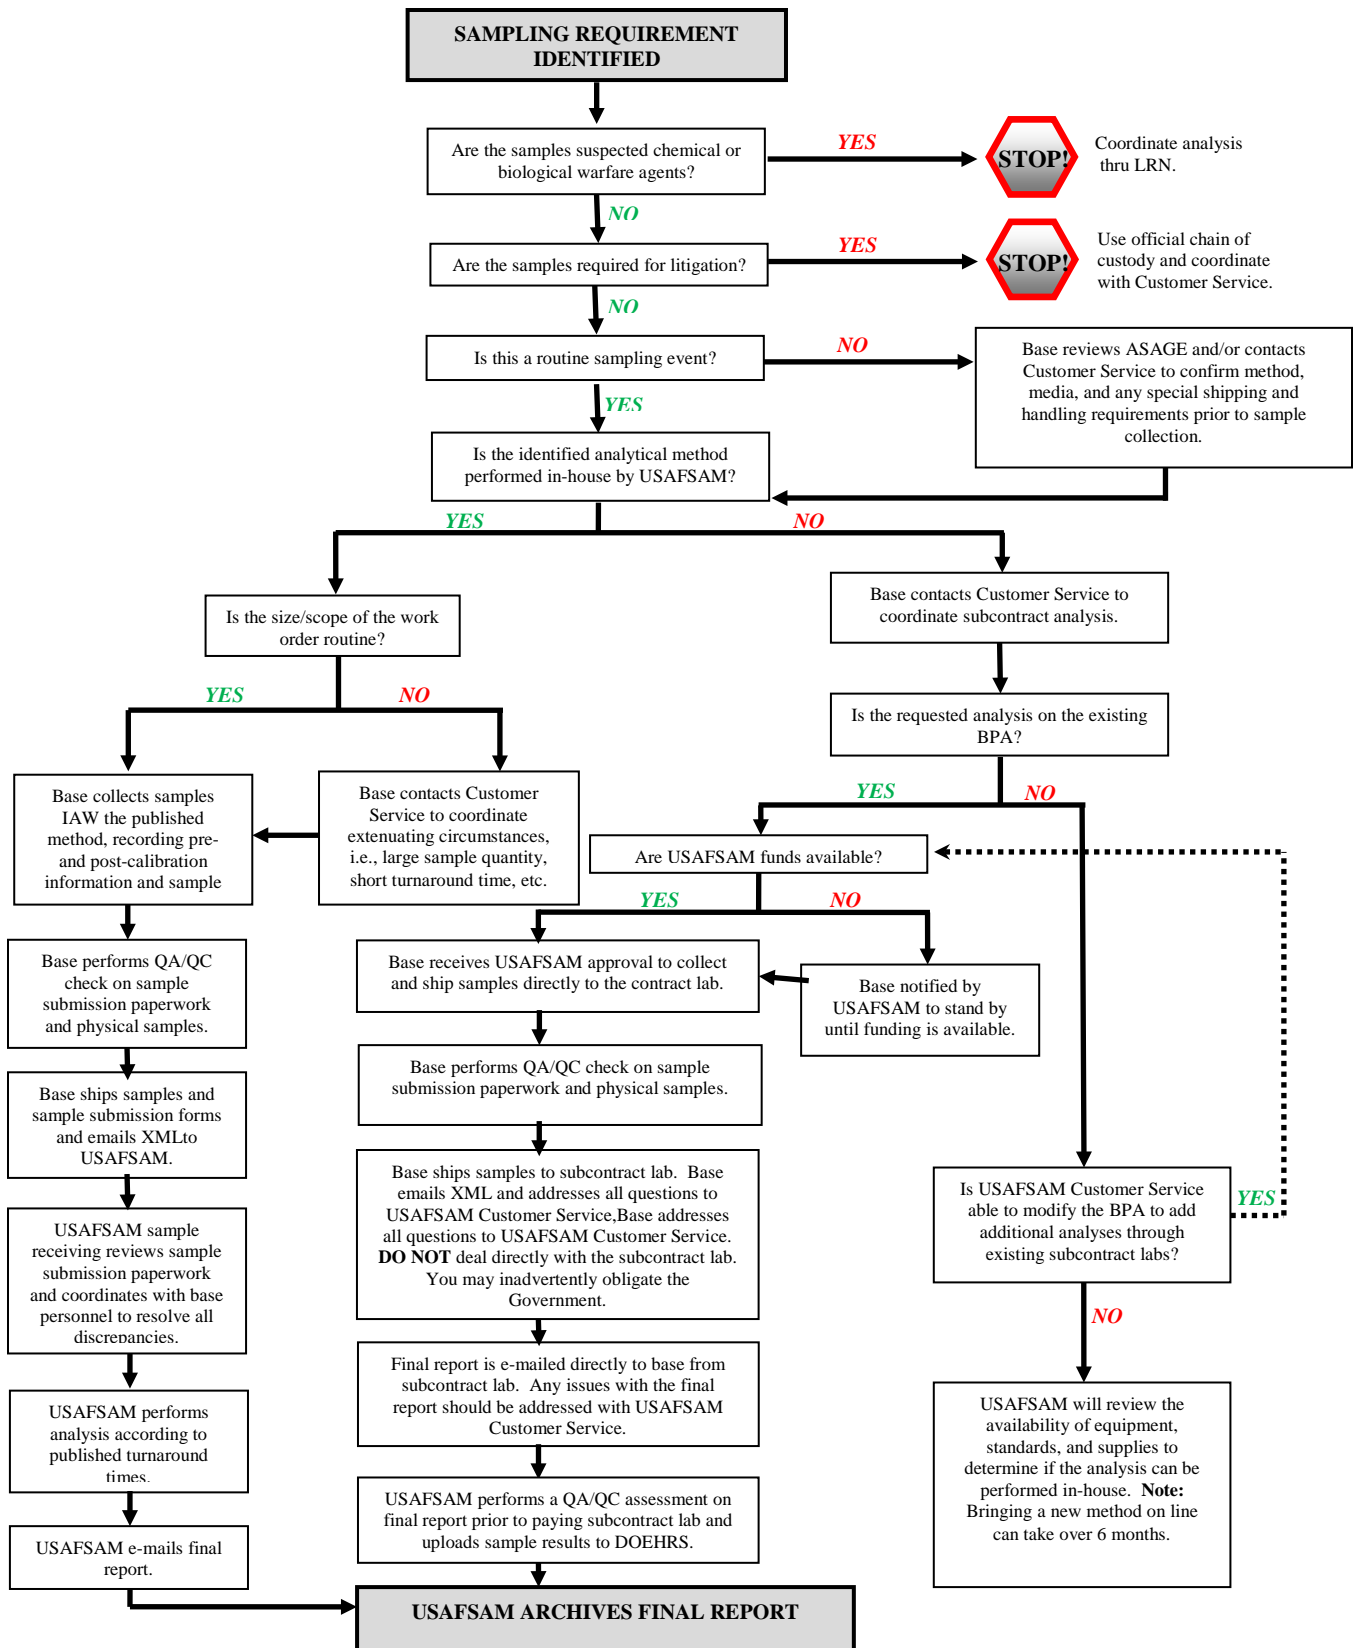 SAMPLING REQUIREMENT
IDENTIFIED
Are the samples suspected chemical or
biological warfare agents?
YES
STOP!
Coordinate analysis
thru LRN.
NO
Are the samples required for litigation?
YES
STOP!
Use official chain of
custody and coordinate
with Customer Service.
NO
Is this a routine sampling event?
NO
Base reviews ASAGE and/or contacts
Customer Service to confirm method,
media, and any special shipping and
handling requirements prior to sample
collection.
YES
Is the identified analytical method
performed in-house by USAFSAM?
YES
NO
Is the size/scope of the work
order routine?
Base contacts Customer Service to
coordinate subcontract analysis.
YES
NO
Is the requested analysis on the existing
BPA?
Base collects samples
IAW the published
method, recording pre-
and post-calibration
information and sample
Base contacts Customer
Service to coordinate
extenuating circumstances,
i.e., large sample quantity,
short turnaround time, etc.
YES
NO
Are USAFSAM funds available?
YES
NO
Base performs QA/QC
check on sample
submission paperwork
and physical samples.
Base receives USAFSAM approval to collect
and ship samples directly to the contract lab.
Base notified by
USAFSAM to stand by
until funding is available.
Base ships samples and
sample submission forms
and emails XMLto
USAFSAM.
Base performs QA/QC check on sample
submission paperwork and physical samples.
USAFSAM sample
receiving reviews sample
submission paperwork
and coordinates with base
personnel to resolve all
discrepancies.
Base ships samples to subcontract lab. Base
emails XML and addresses all questions to
USAFSAM Customer Service,Base addresses
all questions to USAFSAM Customer Service.
DO NOT deal directly with the subcontract lab.
You may inadvertently obligate the
Government.
Is USAFSAM Customer Service
able to modify the BPA to add
additional analyses through
existing subcontract labs?
YES
NO
USAFSAM performs
analysis according to
published turnaround
times.
Final report is e-mailed directly to base from
subcontract lab. Any issues with the final
report should be addressed with USAFSAM
Customer Service.
USAFSAM will review the
availability of equipment,
standards, and supplies to
determine if the analysis can be
performed in-house. Note:
Bringing a new method on line
can take over 6 months.
USAFSAM e-mails final
report.
USAFSAM performs a QA/QC assessment on
final report prior to paying subcontract lab and
uploads sample results to DOEHRS.
USAFSAM ARCHIVES FINAL REPORT